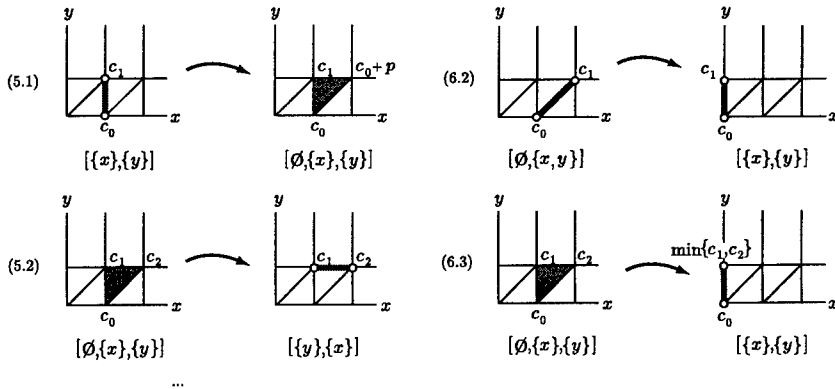 y y y y
(5.1) c₁ c₁ c₀+p (6.2) c₁ c₁
x x x x
c₀ c₀ c₀ c₀
[{x},{y}] [Ø,{x},{y}] [Ø,{x,y}] [{x},{y}]
y y y y
(5.2) c₁ c₂ c₁ c₂ (6.3) c₁ c₂ min{c₁,c₂}
x x x x
c₀ c₀ c₀
[Ø,{x},{y}] [{y},{x}] [Ø,{x},{y}] [{x},{y}]
...